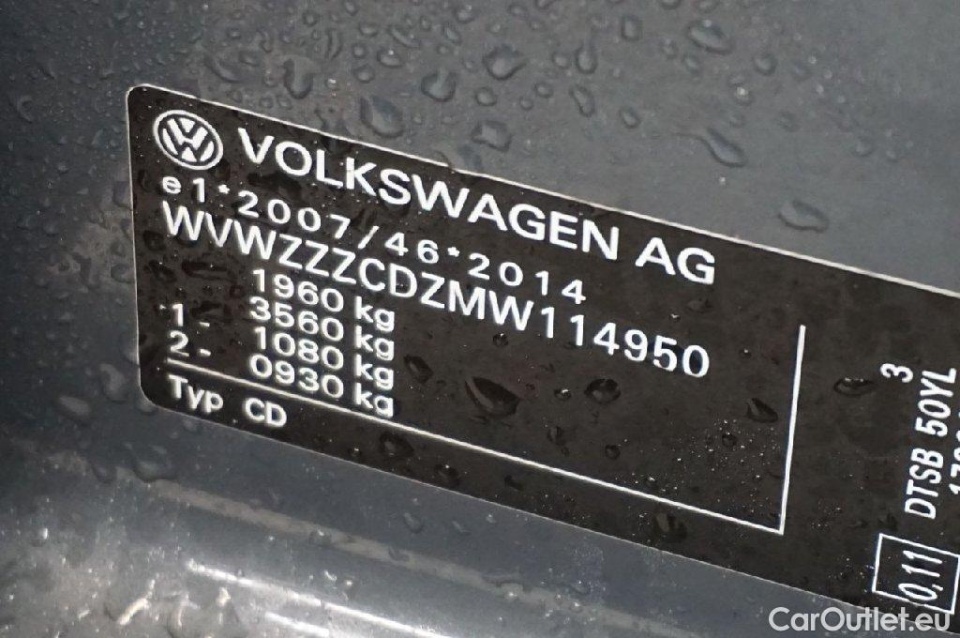 VOLKSWAGEN AG
e1*2007/46*2014
WVWZZZCDZMW114950
1960 kg
3560 kg
1- 1080 kg
2- 0930 kg
Typ CD
3
DTSB 50YL
0,11
CarOutlet.eu